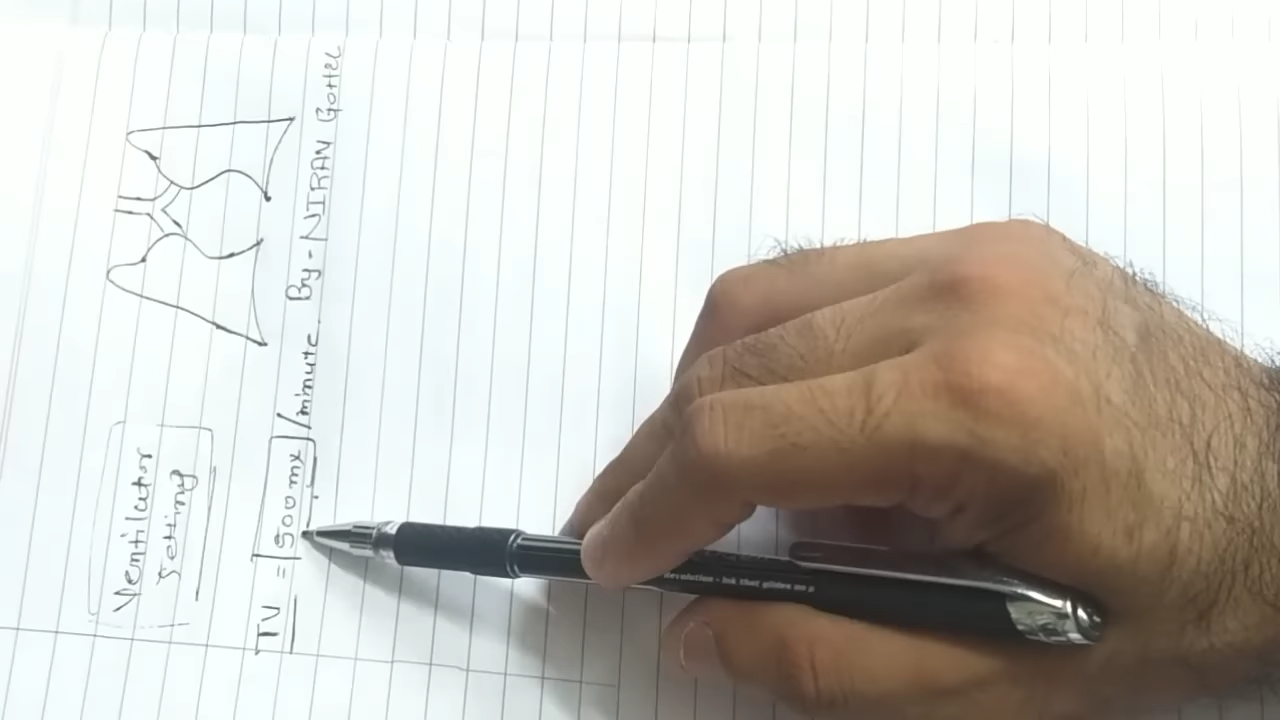 Ventilator
Setting
TV = 500 ml /minute. By - NIRAV GOHEL
Revolution - Ink that glides on p